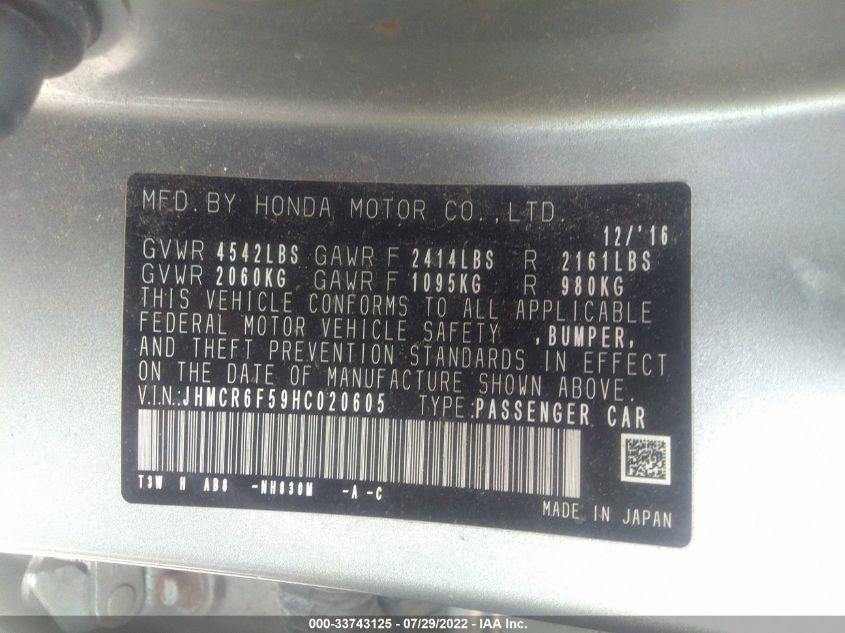 MFD. BY HONDA MOTOR CO., LTD.
12/'16
GVWR 4542LBS GAWR F 2414LBS R 2161LBS
GVWR 2060KG GAWR F 1095KG R 980KG
THIS VEHICLE CONFORMS TO ALL APPLICABLE
FEDERAL MOTOR VEHICLE SAFETY ,BUMPER,
AND THEFT PREVENTION STANDARDS IN EFFECT
ON THE DATE OF MANUFACTURE SHOWN ABOVE.
V.I.N.:JHMCR6F59HC020605 TYPE:PASSENGER CAR
T3W H AB6 -NH830M -A -C
MADE IN JAPAN
000-33743125 - 07/29/2022 - IAA Inc.